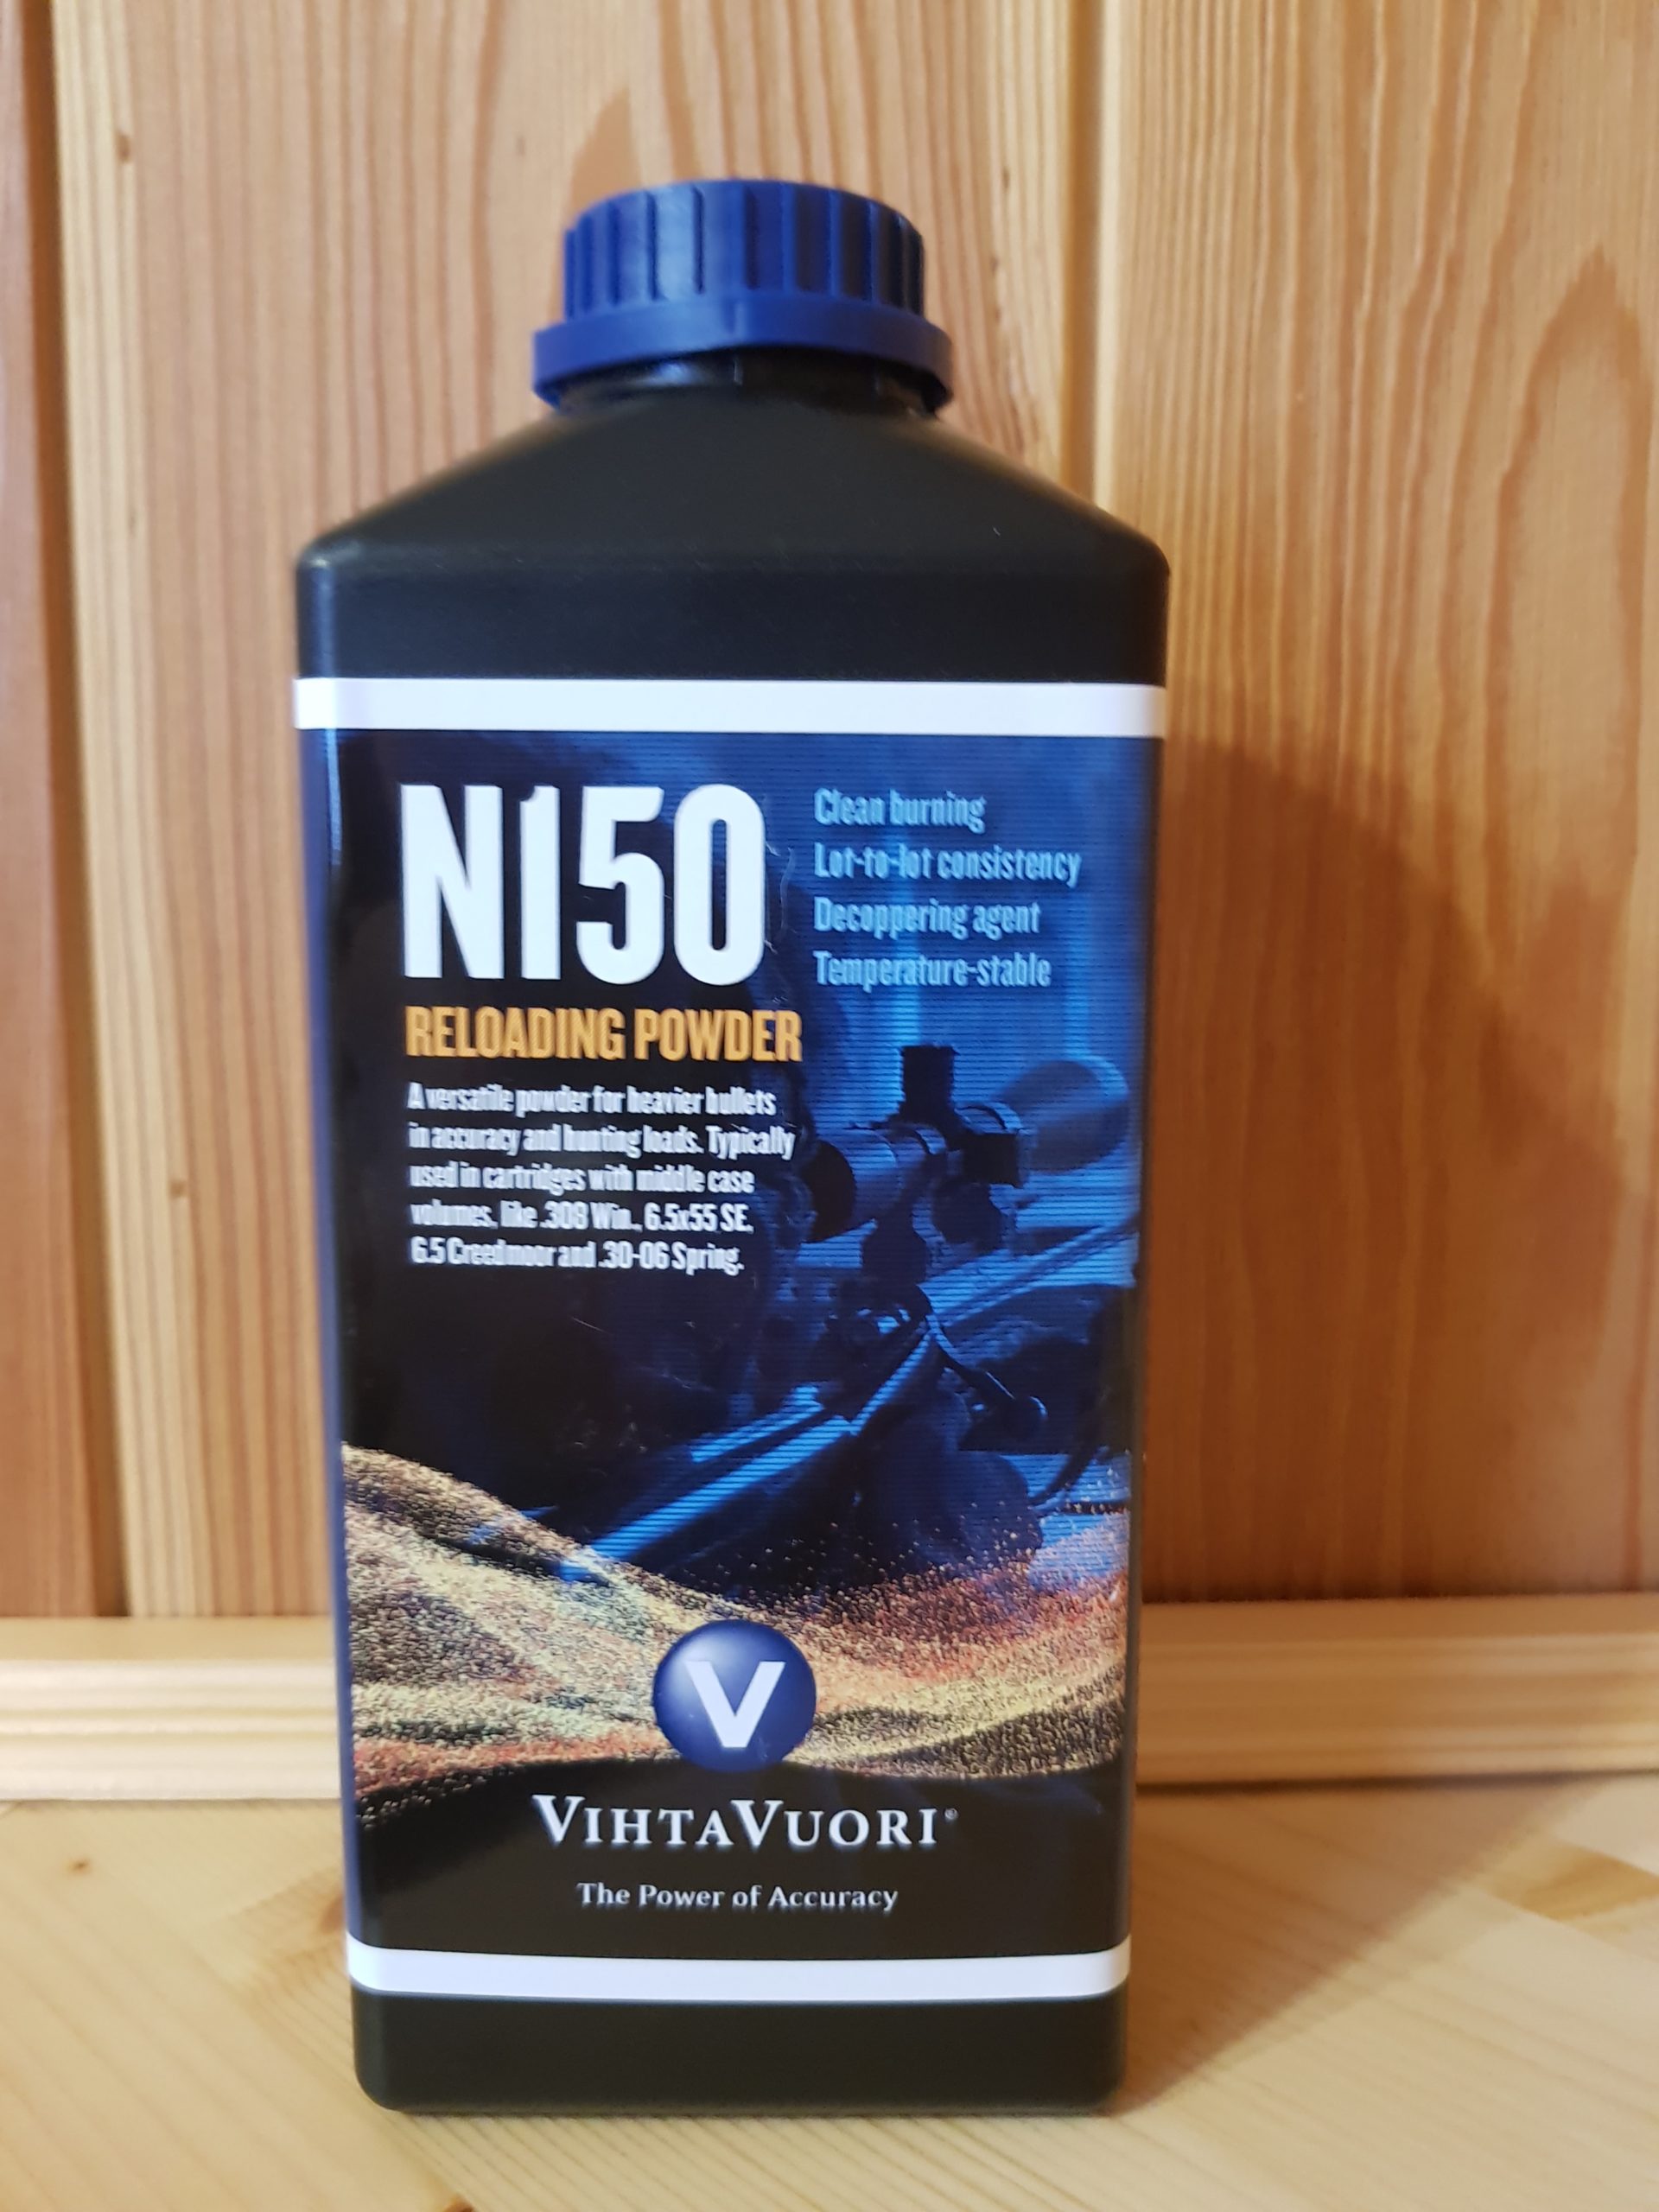 N150
Clean burning
Lot-to-lot consistency
Decoppering agent
Temperature-stable
RELOADING POWDER
A versatile powder for heavier bullets
in accuracy and hunting loads. Typically
used in cartridges with middle case
volumes, like .308 Win., 6.5x55 SE,
6.5 Creedmoor and .30-06 Spring.
V
VIHTAVUORI®
The Power of Accuracy